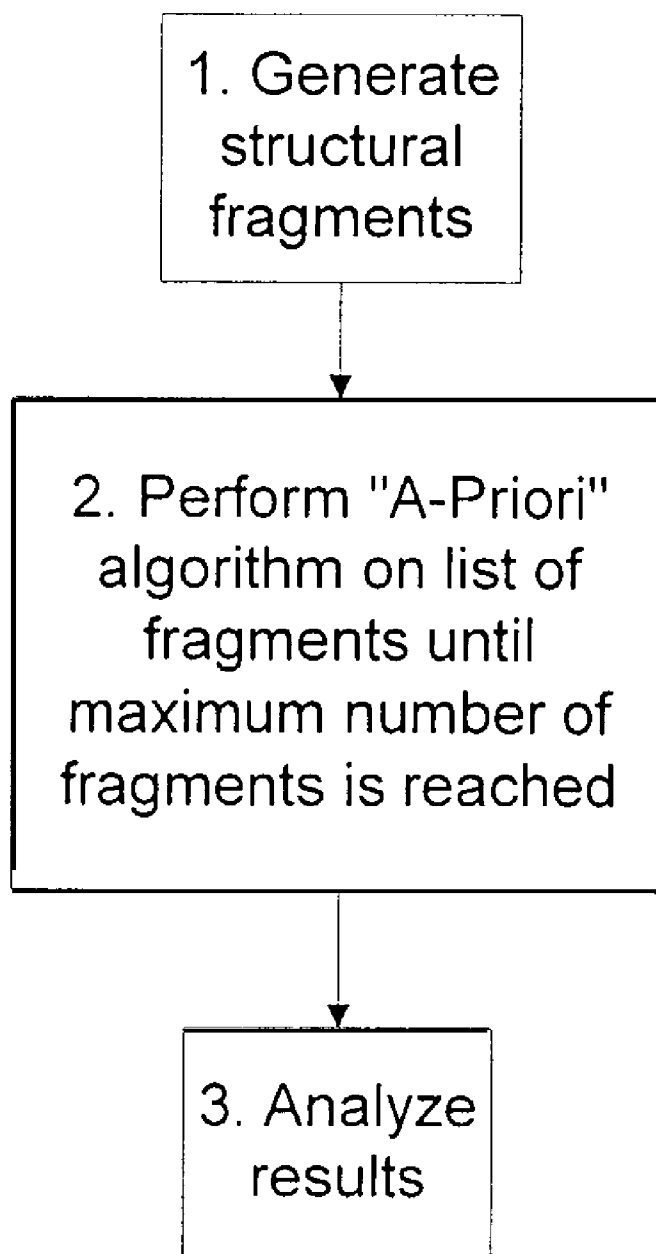 1. Generate
structural
fragments
2. Perform "A-Priori"
algorithm on list of
fragments until
maximum number of
fragments is reached
3. Analyze
results